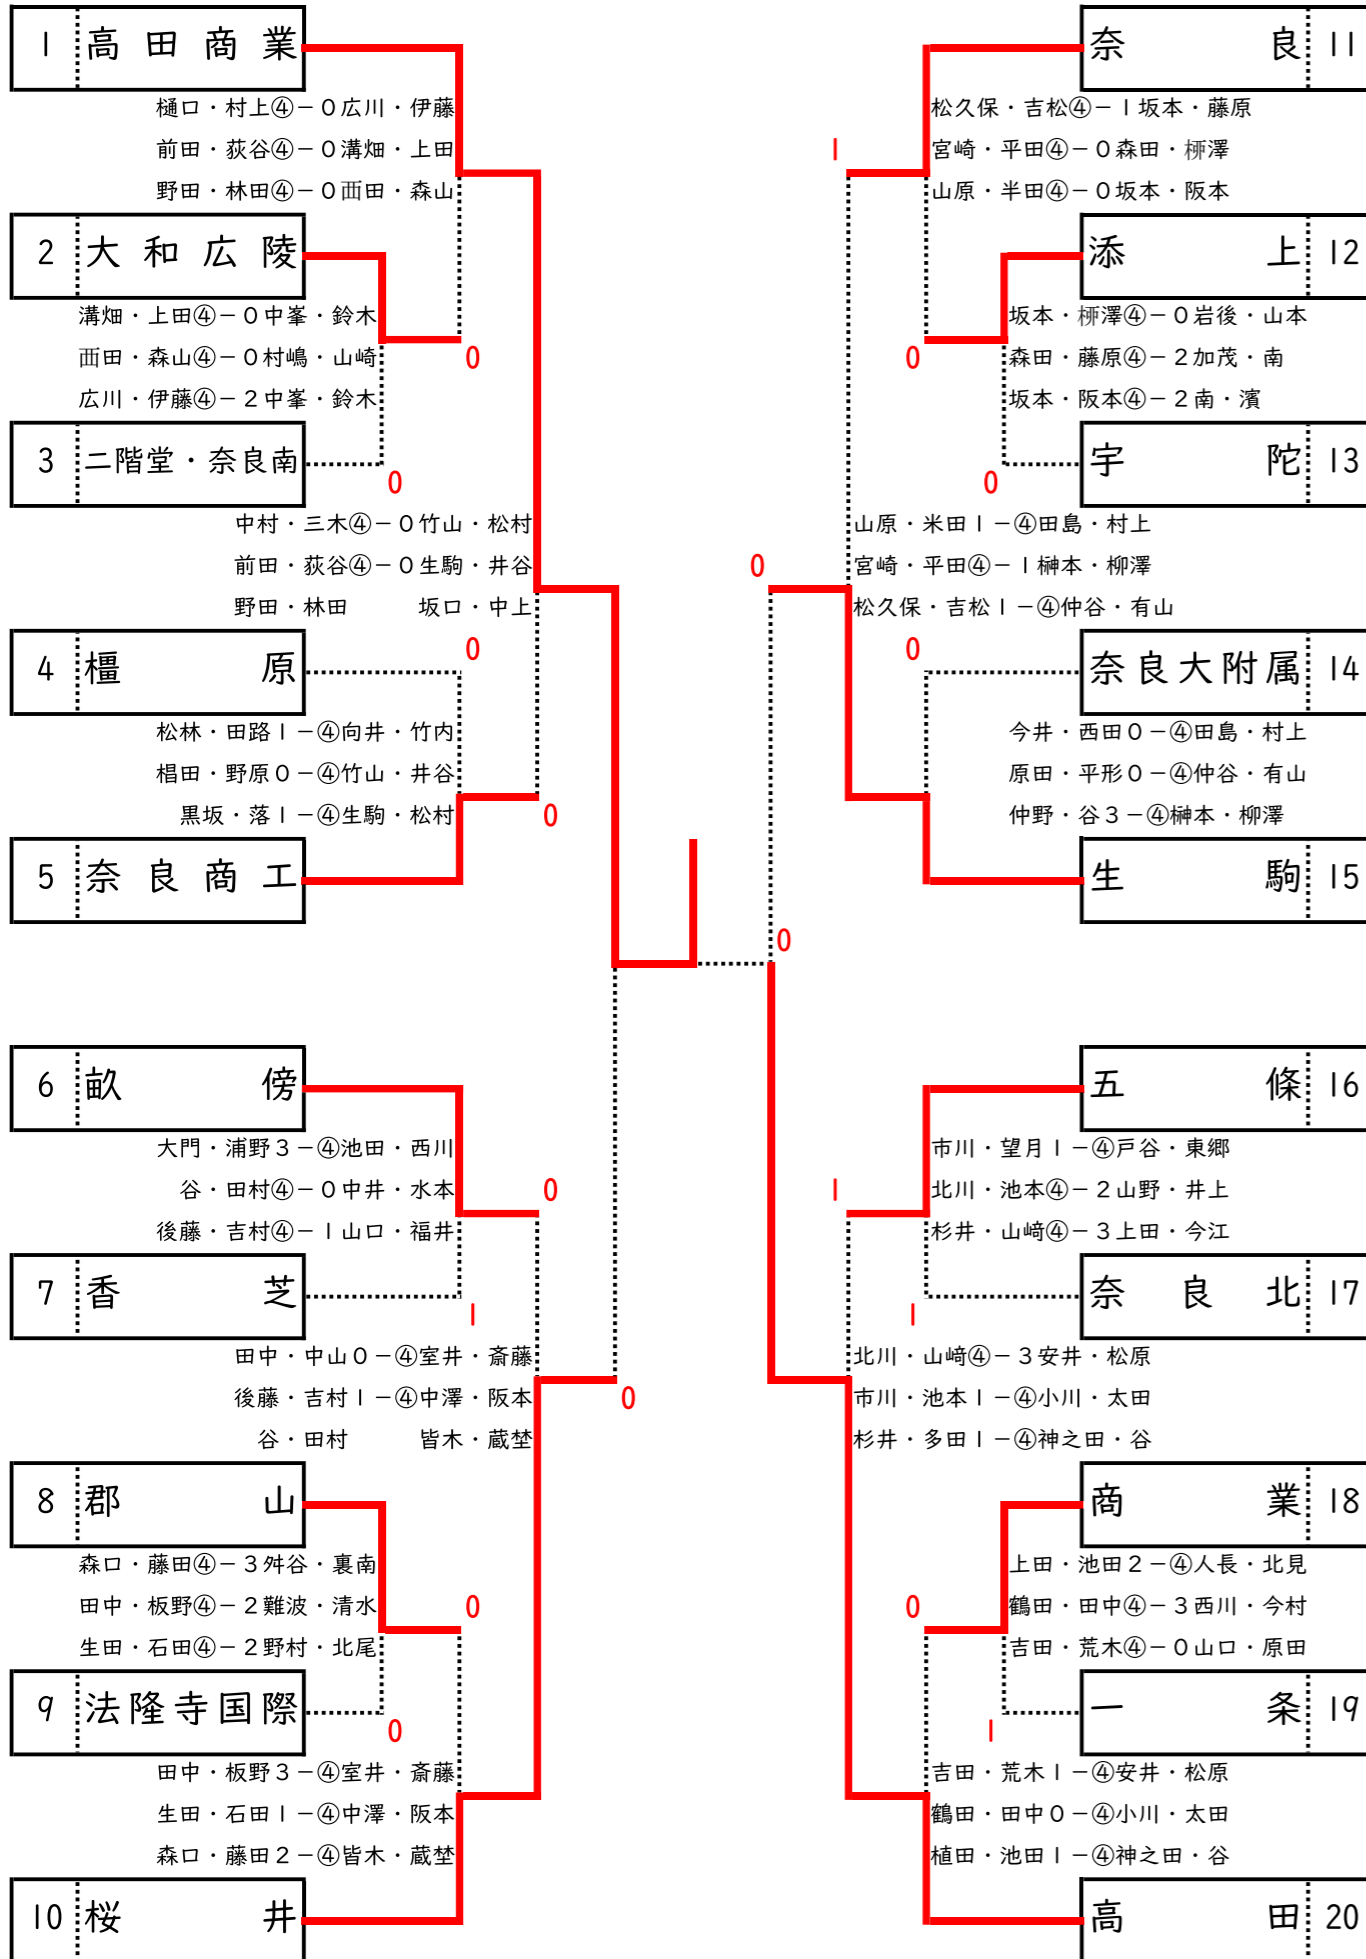 1 高田商業
樋口・村上④−0広川・伊藤
前田・荻谷④−0溝畑・上田
野田・林田④−0面田・森山
2 大和広陵
0
溝畑・上田④−0中峯・鈴木
面田・森山④−0村嶋・山崎
広川・伊藤④−2中峯・鈴木
3 二階堂・奈良南
0
中村・三木④−0竹山・松村
前田・荻谷④−0生駒・井谷
野田・林田 坂口・中上
4 橿原
0
松林・田路1−④向井・竹内
椙田・野原0−④竹山・井谷
黒坂・落1−④生駒・松村
0
5 奈良商工
6 畝傍
大門・浦野3−④池田・西川
谷・田村④−0中井・水本
0
後藤・吉村④−1山口・福井
7 香芝
1
田中・中山0−④室井・斎藤
後藤・吉村1−④中澤・阪本
0
谷・田村 皆木・蔵埜
8 郡山
森口・藤田④−3舛谷・裏南
田中・板野④−2難波・清水
0
生田・石田④−2野村・北尾
9 法隆寺国際
0
田中・板野3−④室井・斎藤
生田・石田1−④中澤・阪本
森口・藤田2−④皆木・蔵埜
10 桜井
奈良 11
松久保・吉松④−1坂本・藤原
1
宮崎・平田④−0森田・栁澤
山原・半田④−0坂本・阪本
添上 12
坂本・栁澤④−0岩後・山本
0
森田・藤原④−2加茂・南
坂本・阪本④−2南・濱
宇陀 13
0
山原・米田1−④田島・村上
0
宮崎・平田④−1榊本・柳澤
松久保・吉松1−④仲谷・有山
0
奈良大附属 14
今井・西田0−④田島・村上
原田・平形0−④仲谷・有山
仲野・谷3−④榊本・柳澤
生駒 15
0
五條 16
市川・望月1−④戸谷・東郷
1
北川・池本④−2山野・井上
杉井・山﨑④−3上田・今江
奈良北 17
1
北川・山﨑④−3安井・松原
市川・池本1−④小川・太田
杉井・多田1−④神之田・谷
商業 18
上田・池田2−④人長・北見
0
鶴田・田中④−3西川・今村
吉田・荒木④−0山口・原田
一条 19
1
吉田・荒木1−④安井・松原
鶴田・田中0−④小川・太田
植田・池田1−④神之田・谷
高田 20